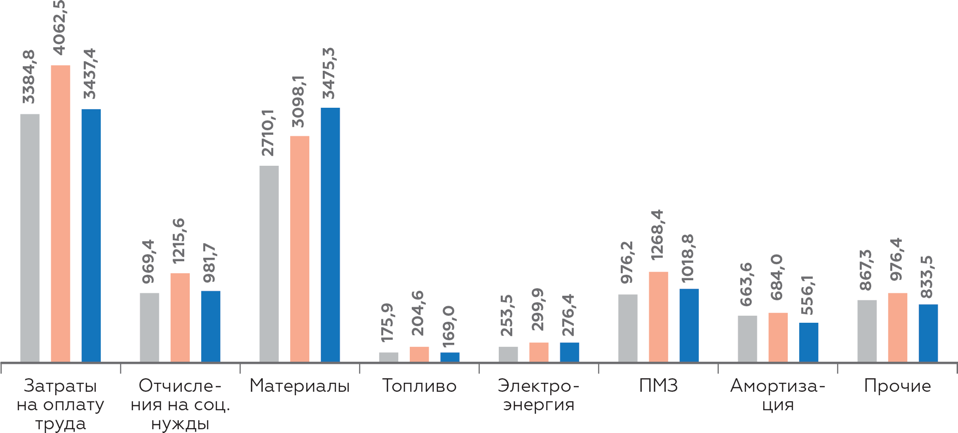 3384,8
4062,5
3437,4
969,4
1215,6
981,7
2710,1
3098,1
3475,3
175,9
204,6
169,0
253,5
299,9
276,4
976,2
1268,4
1018,8
663,6
684,0
556,1
867,3
976,4
833,5
Затраты
на оплату
труда
Отчисле-
ния на соц.
нужды
Материалы
Топливо
Электро-
энергия
ПМЗ
Амортиза-
ция
Прочие